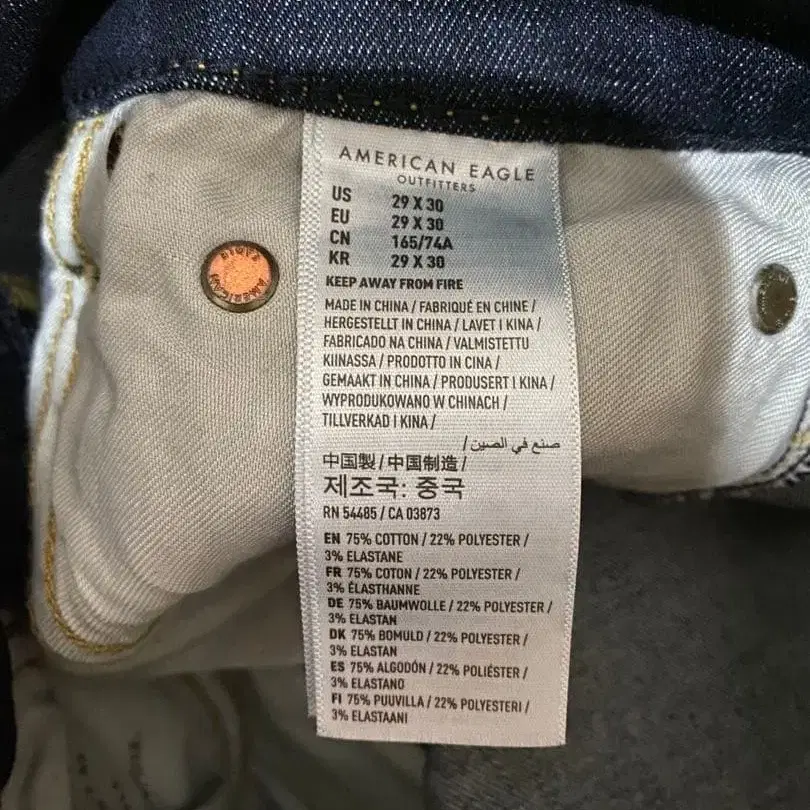 AMERICAN EAGLE
OUTFITTERS
US 29 X 30
EU 29 X 30
CN 165/74A
KR 29 X 30
KEEP AWAY FROM FIRE
MADE IN CHINA / FABRIQUÉ EN CHINE /
HERGESTELLT IN CHINA / LAVET I KINA /
FABRICADO NA CHINA / VALMISTETTU
KIINASSA / PRODOTTO IN CINA /
GEMAAKT IN CHINA / PRODUSERT I KINA /
WYPRODUKOWANO W CHINACH /
TILLVERKAD I KINA /
صنع في الصين /
中国製 / 中国制造 /
제조국: 중국
RN 54485 / CA 03873
EN 75% COTTON / 22% POLYESTER /
3% ELASTANE
FR 75% COTON / 22% POLYESTER /
3% ÉLASTHANNE
DE 75% BAUMWOLLE / 22% POLYESTER /
3% ELASTAN
DK 75% BOMULD / 22% POLYESTER /
3% ELASTAN
ES 75% ALGODÓN / 22% POLIÉSTER /
3% ELASTANO
FI 75% PUUVILLA / 22% POLYESTERI /
3% ELASTAANI
AMERICAN